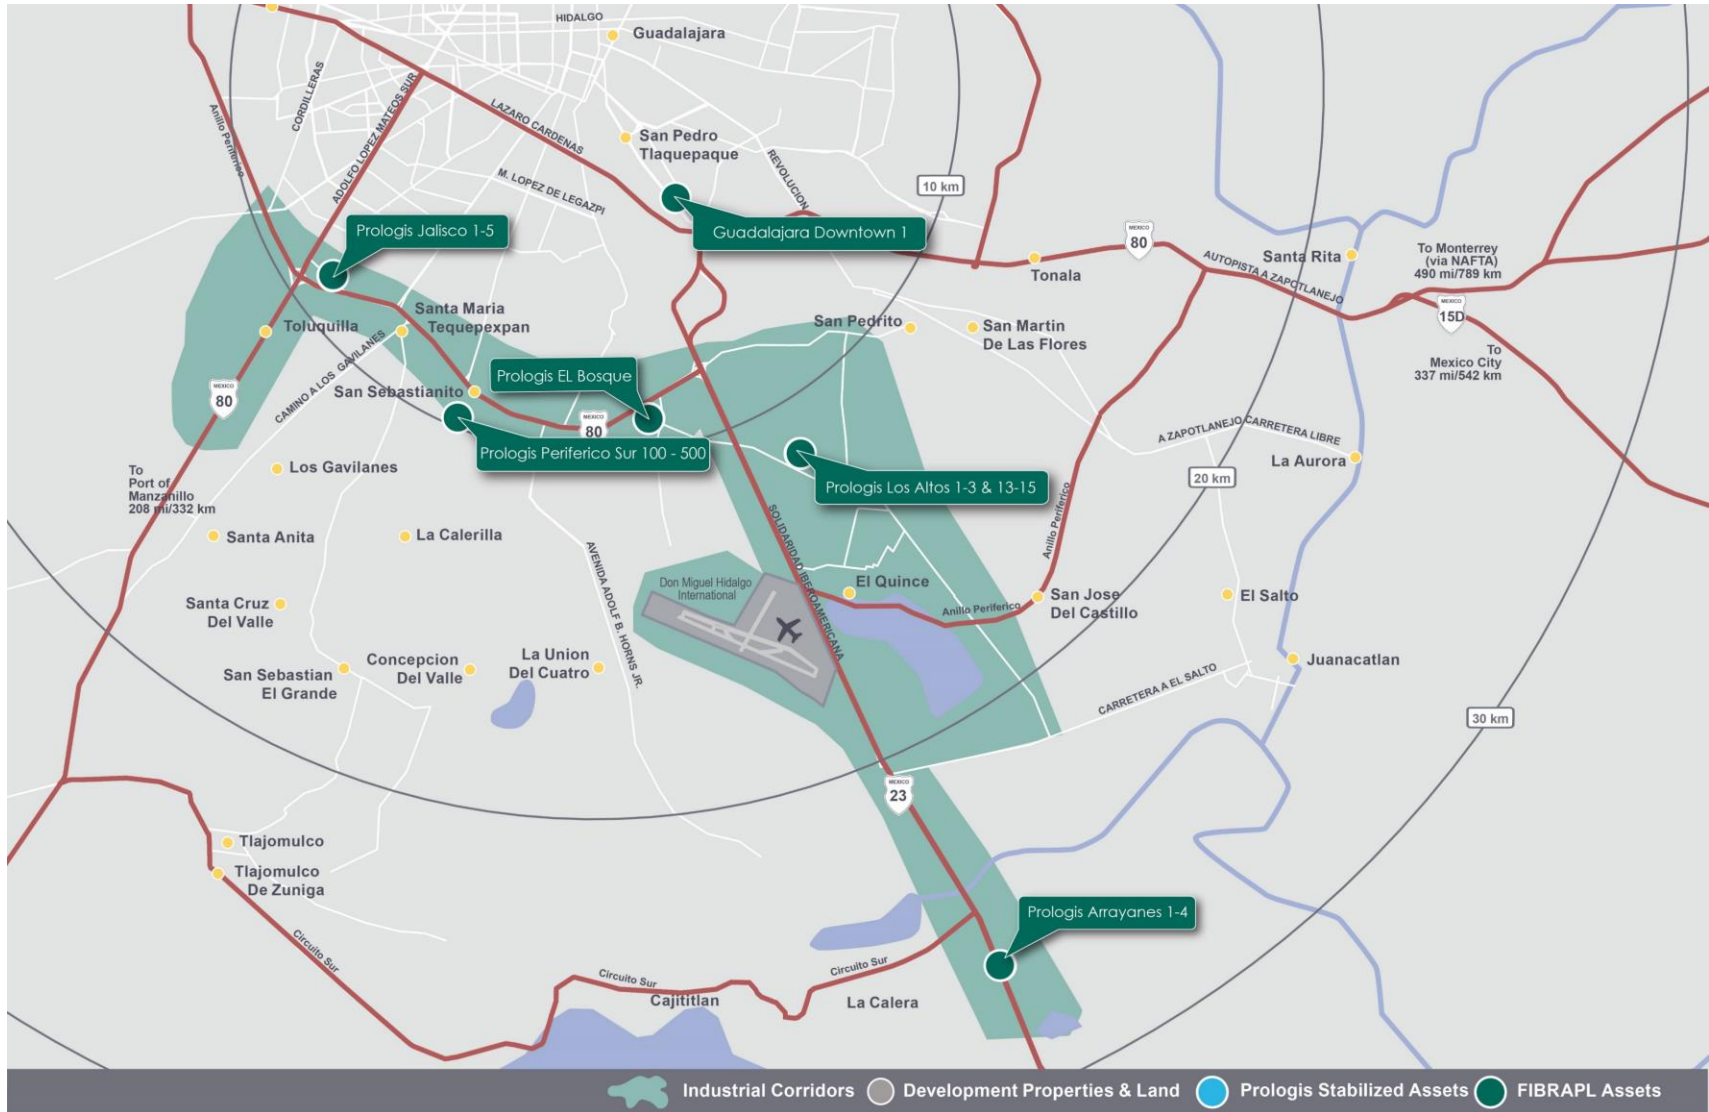 HIDALGO
Guadalajara
CORDILLERAS
ADOLFO LOPEZ MATEOS SUR
Anillo Periferico
LAZARO CARDENAS
San Pedro
Tlaquepaque
REVOLUCION
M. LOPEZ DE LEGAZPI
10 km
Prologis Jalisco 1-5
Guadalajara Downtown 1
MEXICO
80
Tonala
AUTOPISTA A ZAPOTLANEJO
Santa Rita
To Monterrey
(via NAFTA)
490 mi/789 km
MEXICO
15D
To
Mexico City
337 mi/542 km
Toluquilla
Santa Maria
Tequepexpan
San Pedrito
San Martin
De Las Flores
CAMINO A LOS GAVILANES
Prologis EL Bosque
San Sebastianito
MEXICO
80
MEXICO
80
Prologis Periferico Sur 100 - 500
Prologis Los Altos 1-3 & 13-15
A ZAPOTLANEJO CARRETERA LIBRE
La Aurora
20 km
To
Port of
Manzanillo
208 mi/332 km
Los Gavilanes
Santa Anita
La Calerilla
SOLIDARIDAD IBEROAMERICANA
Anillo Periferico
AVENIDA ADOLF B. HORNS JR.
Don Miguel Hidalgo
International
El Quince
Anillo Periferico
San Jose
Del Castillo
El Salto
Santa Cruz
Del Valle
San Sebastian
El Grande
Concepcion
Del Valle
La Union
Del Cuatro
Juanacatlan
CARRETERA A EL SALTO
30 km
MEXICO
23
Tlajomulco
Tlajomulco
De Zuniga
Prologis Arrayanes 1-4
Circuito Sur
Circuito Sur
Circuito Sur
Cajititlan
La Calera
Industrial Corridors
Development Properties & Land
Prologis Stabilized Assets
FIBRAPL Assets